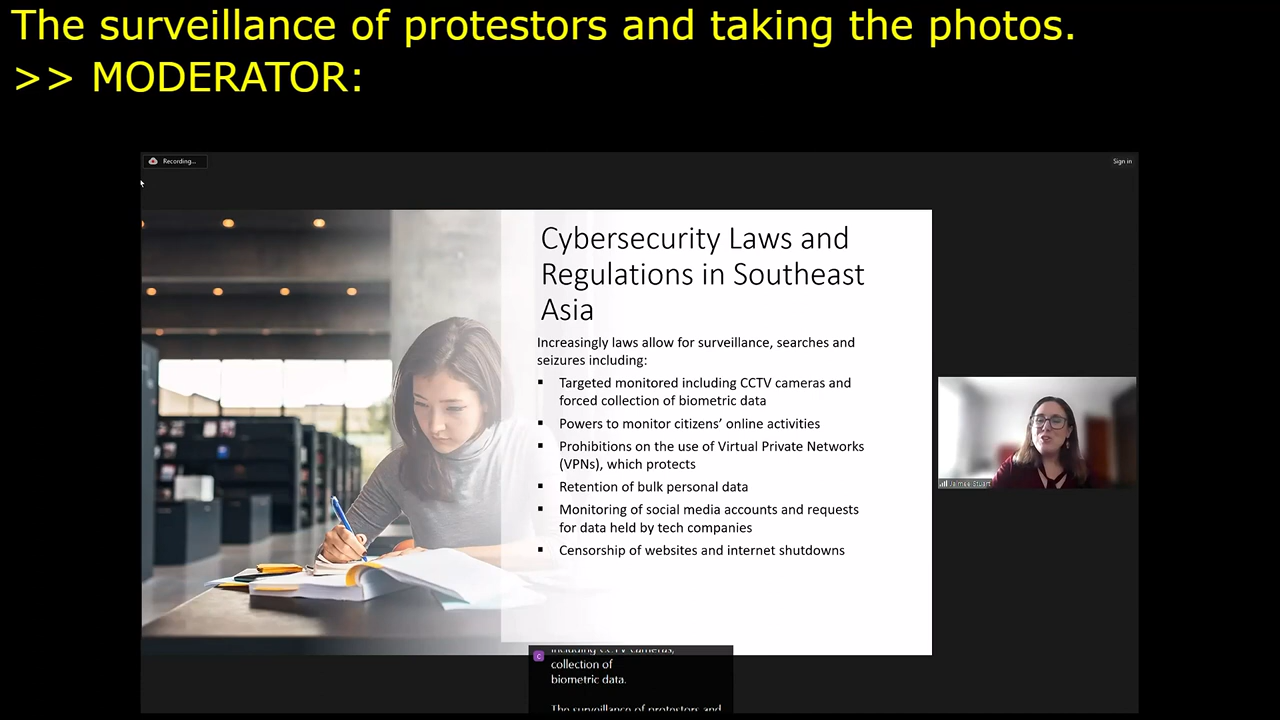 The surveillance of protestors and taking the photos.
>> MODERATOR:
Recording...
Sign in
Cybersecurity Laws and
Regulations in Southeast
Asia
Increasingly laws allow for surveillance, searches and
seizures including:
▪ Targeted monitored including CCTV cameras and
forced collection of biometric data
▪ Powers to monitor citizens’ online activities
▪ Prohibitions on the use of Virtual Private Networks
(VPNs), which protects
▪ Retention of bulk personal data
▪ Monitoring of social media accounts and requests
for data held by tech companies
▪ Censorship of websites and internet shutdowns
Jaimee Stuart
C
including CCTV cameras,
collection of
biometric data.
The surveillance of protestors and